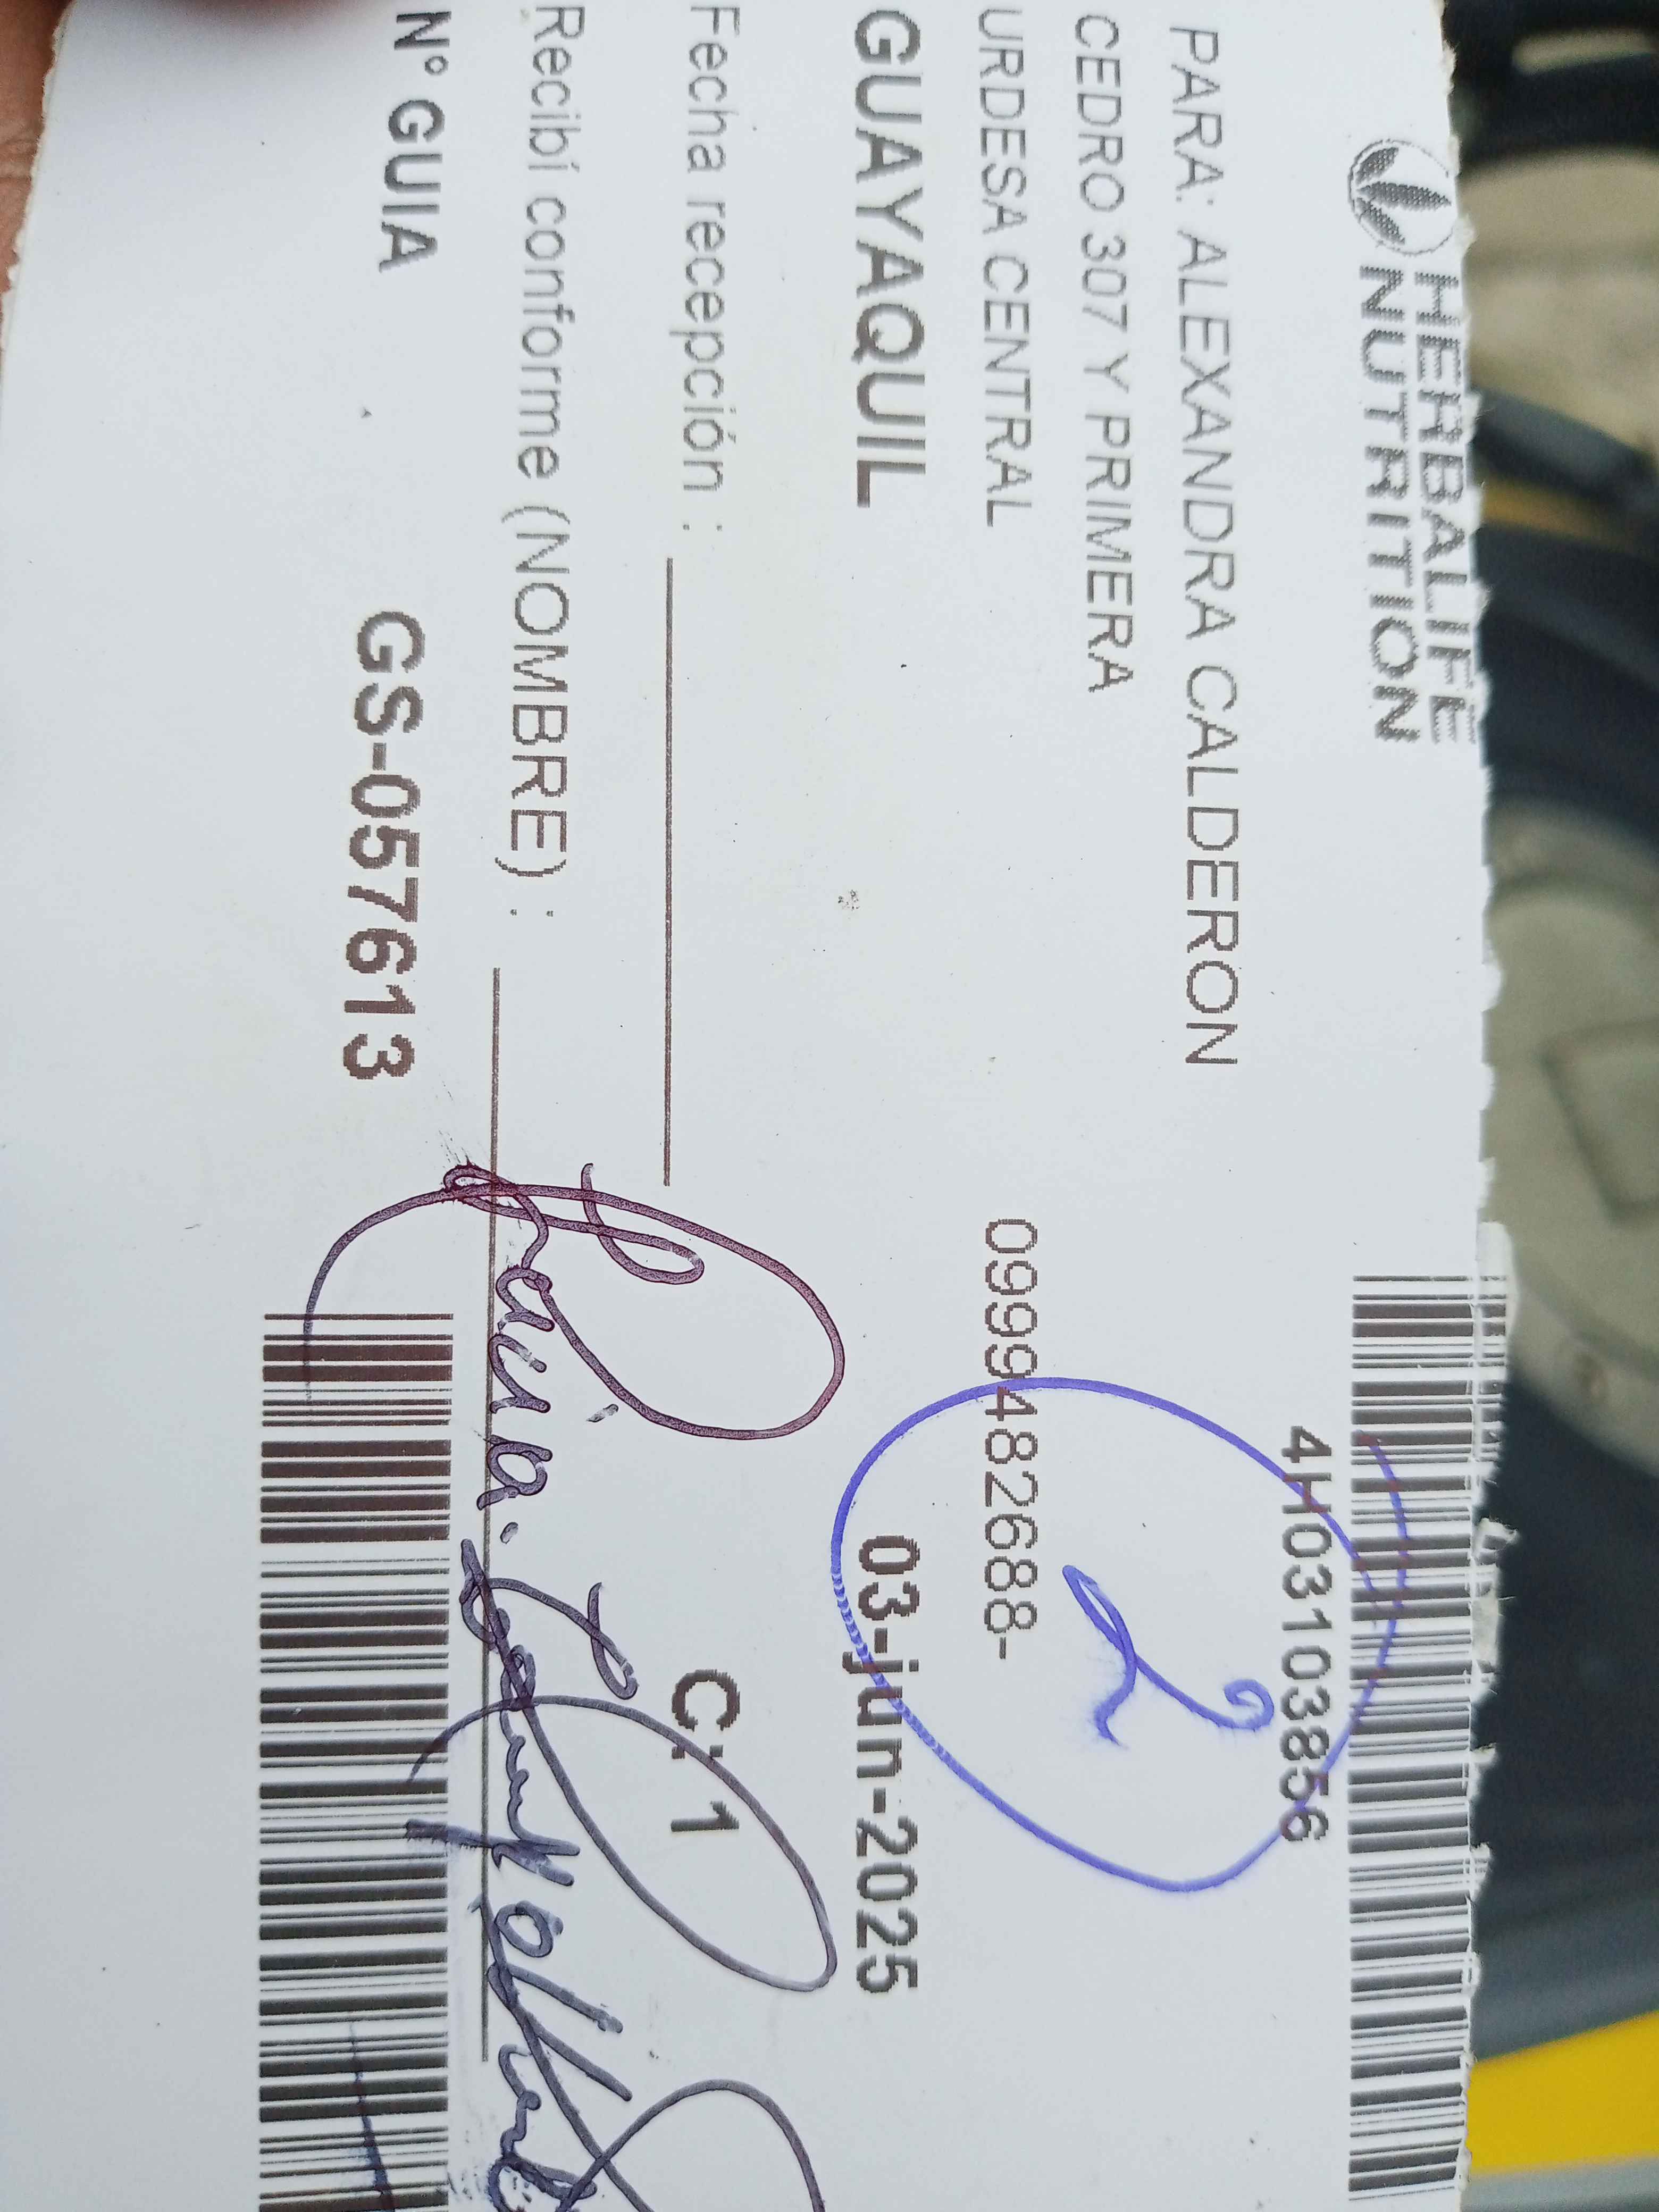 HERBALIFE
NUTRITION
4H03103856
PARA: ALEXANDRA CALDERON
2
CEDRO 307 Y PRIMERA
URDESA CENTRAL 0999482688-
GUAYAQUIL 03-jun-2025
Fecha recepción : C: 1
Recibí conforme (NOMBRE) :
N° GUIA GS-057613